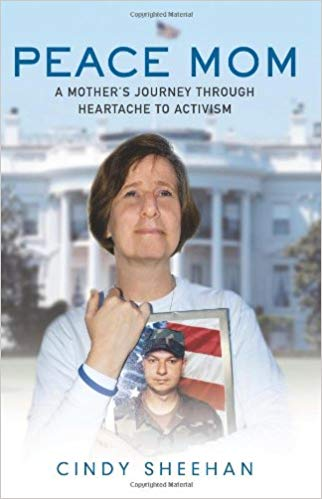 PEACE MOM
A MOTHER'S JOURNEY THROUGH
HEARTACHE TO ACTIVISM
CINDY SHEEHAN